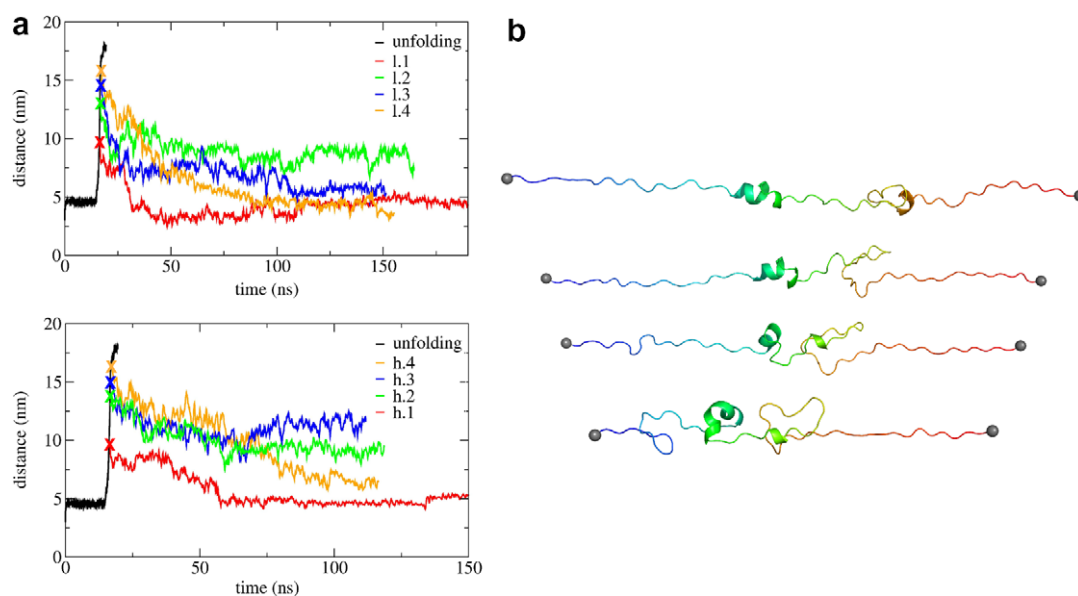 a
b
20
15
10
5
0
distance (nm)
unfolding
l.1
l.2
l.3
l.4
0
50
100
150
time (ns)
20
15
10
5
0
distance (nm)
unfolding
h.4
h.3
h.2
h.1
0
50
100
150
time (ns)